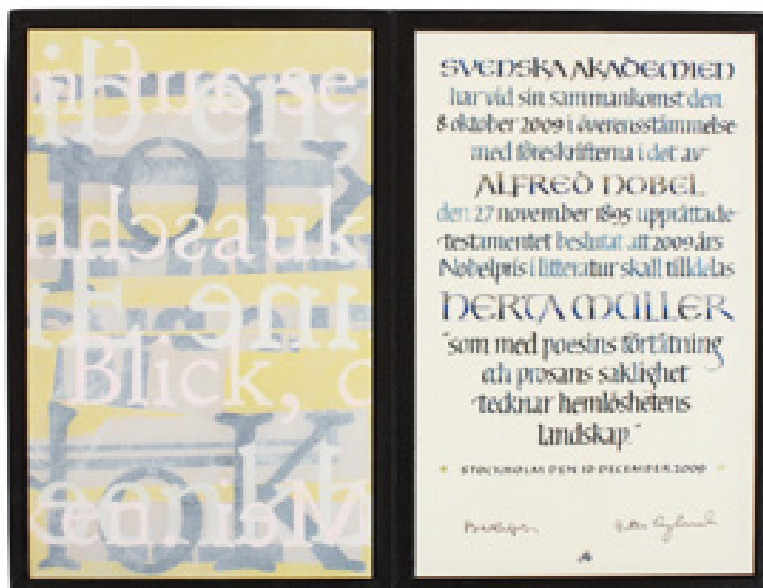 Blick,
SVENSKA AKADEMIEN
har vid sin sammankomst den
8 oktober 2009 i överensstämmelse
med föreskrifterna i det av
ALFRED NOBEL
den 27 november 1895 upprättade
testamentet beslutat att 2009 års
Nobelpris i litteratur skall tilldelas
HERTA MÜLLER
"som med poesins förtätning
och prosans saklighet
tecknar hemlöshetens
landskap."
STOCKHOLM DEN 10 DECEMBER 2009